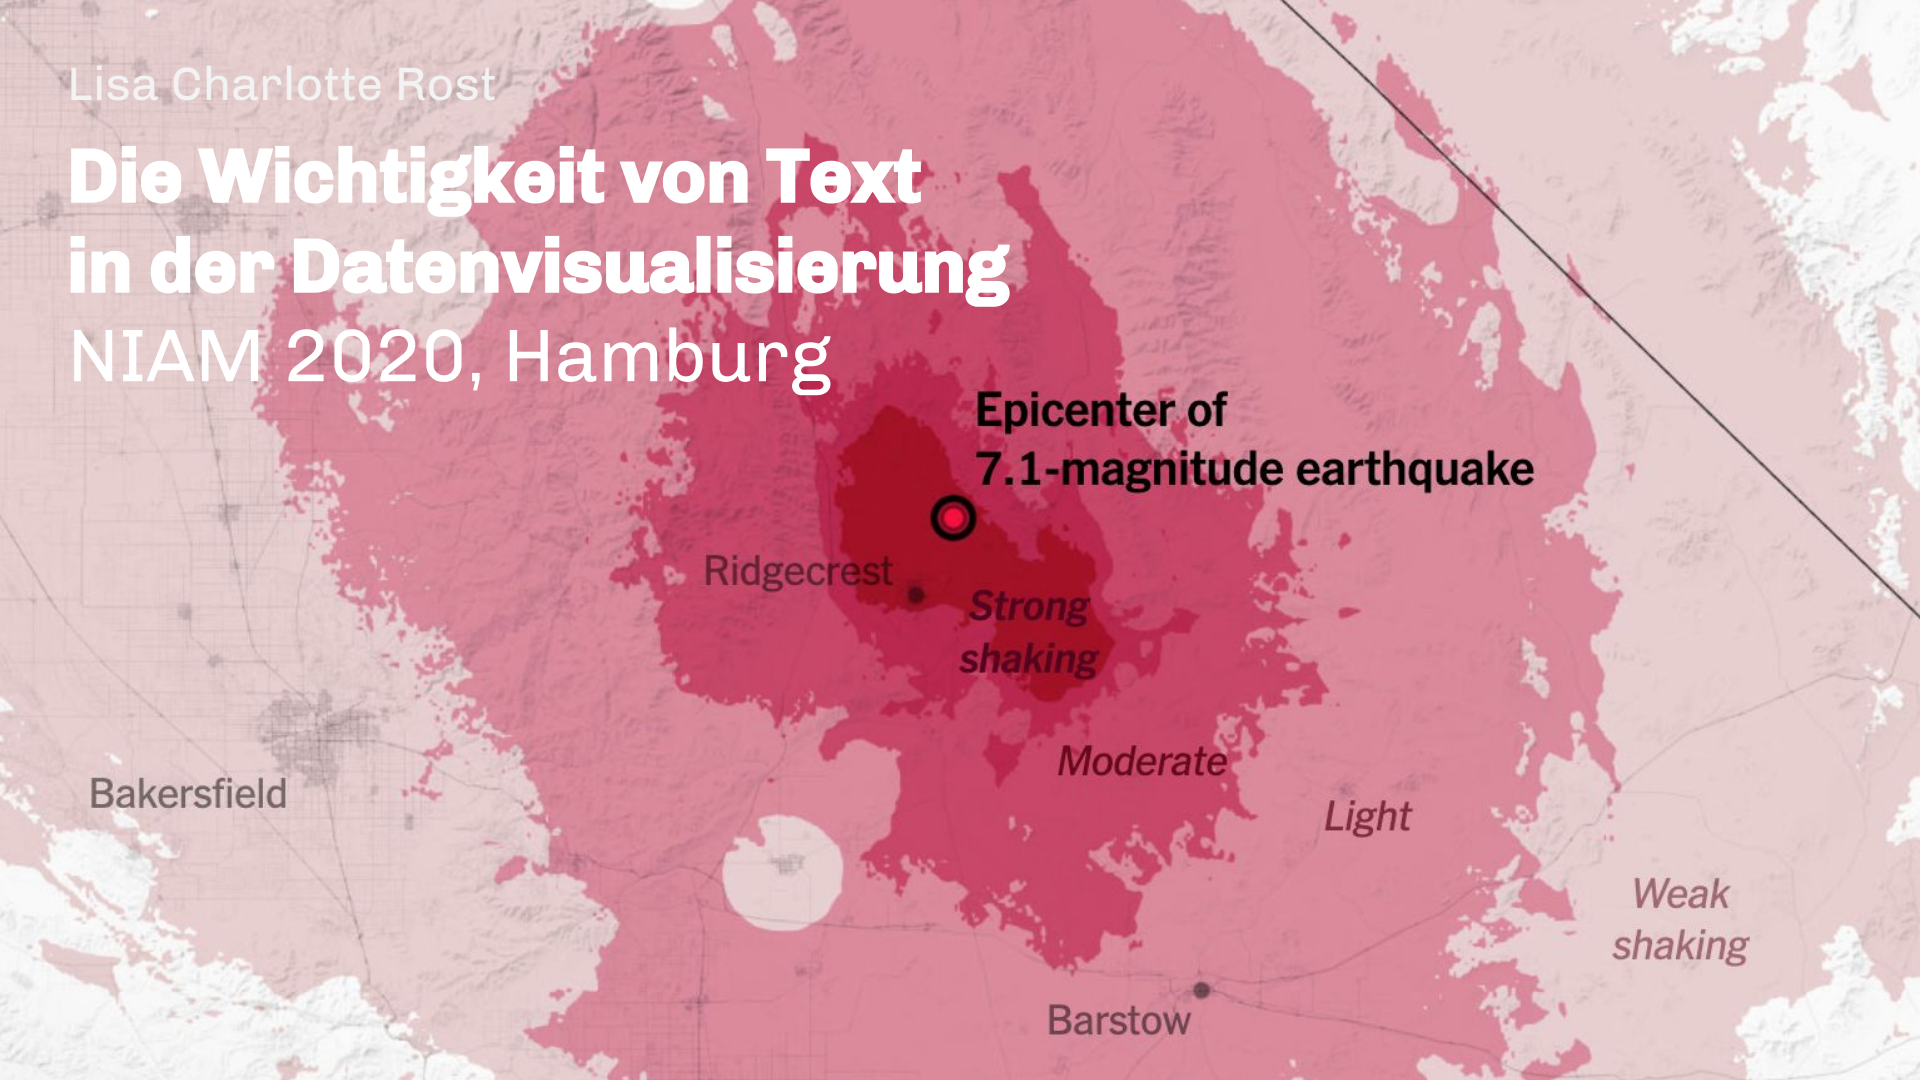 Lisa Charlotte Rost
Die Wichtigkeit von Text
in der Datenvisualisierung
NIAM 2020, Hamburg
Epicenter of
7.1-magnitude earthquake
Ridgecrest
Strong
shaking
Moderate
Bakersfield
Light
Weak
shaking
Barstow